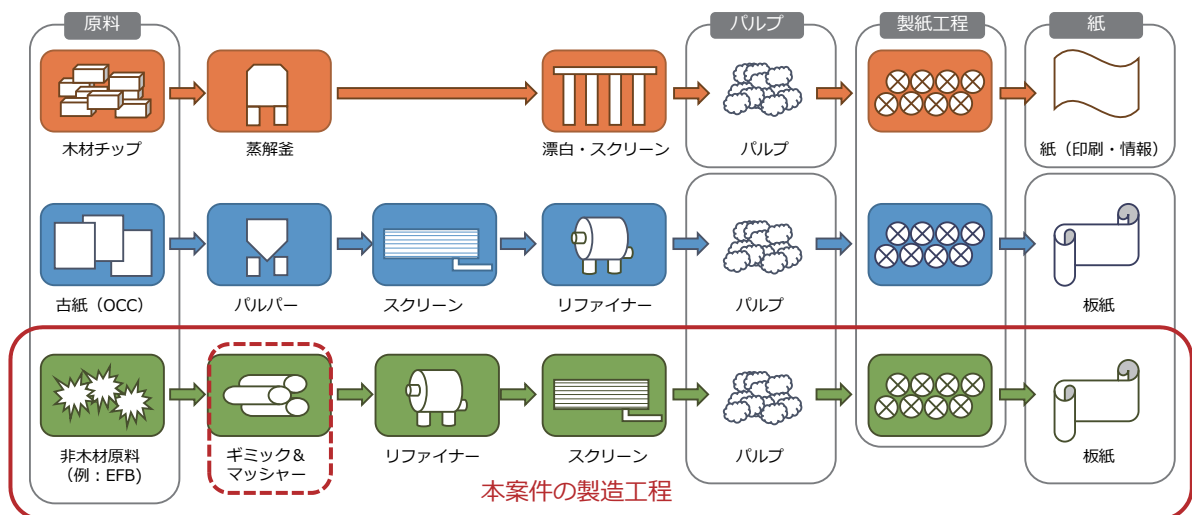 原料
パルプ
製紙工程
紙
木材チップ
蒸解釜
漂白・スクリーン
パルプ
紙（印刷・情報）
古紙（OCC）
パルパー
スクリーン
リファイナー
パルプ
板紙
非木材原料
（例：EFB)
ギミック＆
マッシャー
リファイナー
スクリーン
パルプ
板紙
本案件の製造工程